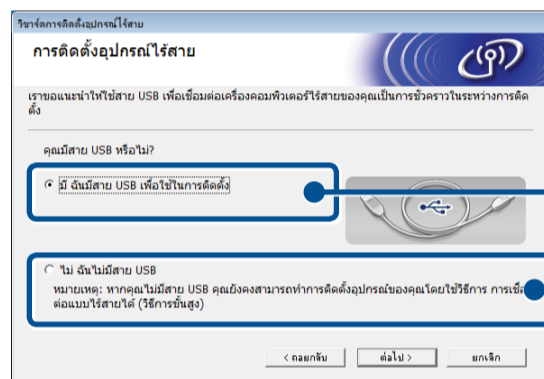 วิซาร์ดการติดตั้งอุปกรณ์ไร้สาย
การติดตั้งอุปกรณ์ไร้สาย
เราขอแนะนำให้ใช้สาย USB เพื่อเชื่อมต่อเครื่องคอมพิวเตอร์ไร้สายของคุณเป็นการชั่วคราวในระหว่างการติด
ตั้ง
คุณมีสาย USB หรือไม่?
มี ฉันมีสาย USB เพื่อใช้ในการติดตั้ง
ไม่ ฉันไม่มีสาย USB
หมายเหตุ: หากคุณไม่มีสาย USB คุณยังคงสามารถทำการติดตั้งอุปกรณ์ของคุณโดยใช้วิธีการ การเชื่อม
ต่อแบบไร้สายได้ (วิธีการขั้นสูง)
< ถอยกลับ
ต่อไป >
ยกเลิก